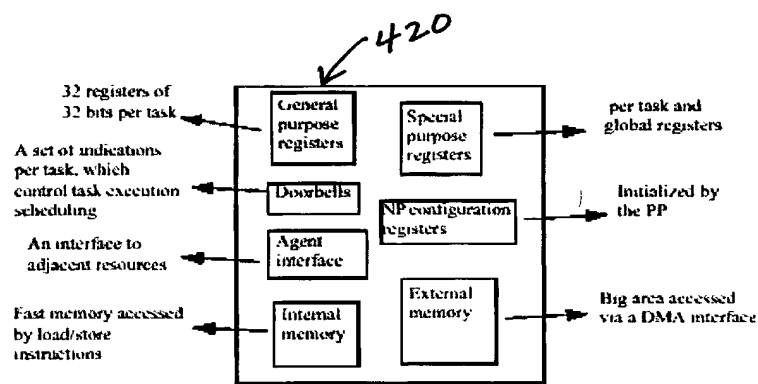 420
32 registers of
32 bits per task
General
purpose
registers
Special
purpose
registers
per task and
global registers
A set of indications
per task, which
control task execution
scheduling
Doorbells
NP configuration
registers
Initialized by
the PP
An interface to
adjacent resources
Agent
interface
Fast memory accessed
by load/store
instructions
Internal
memory
External
memory
Big area accessed
via a DMA interface